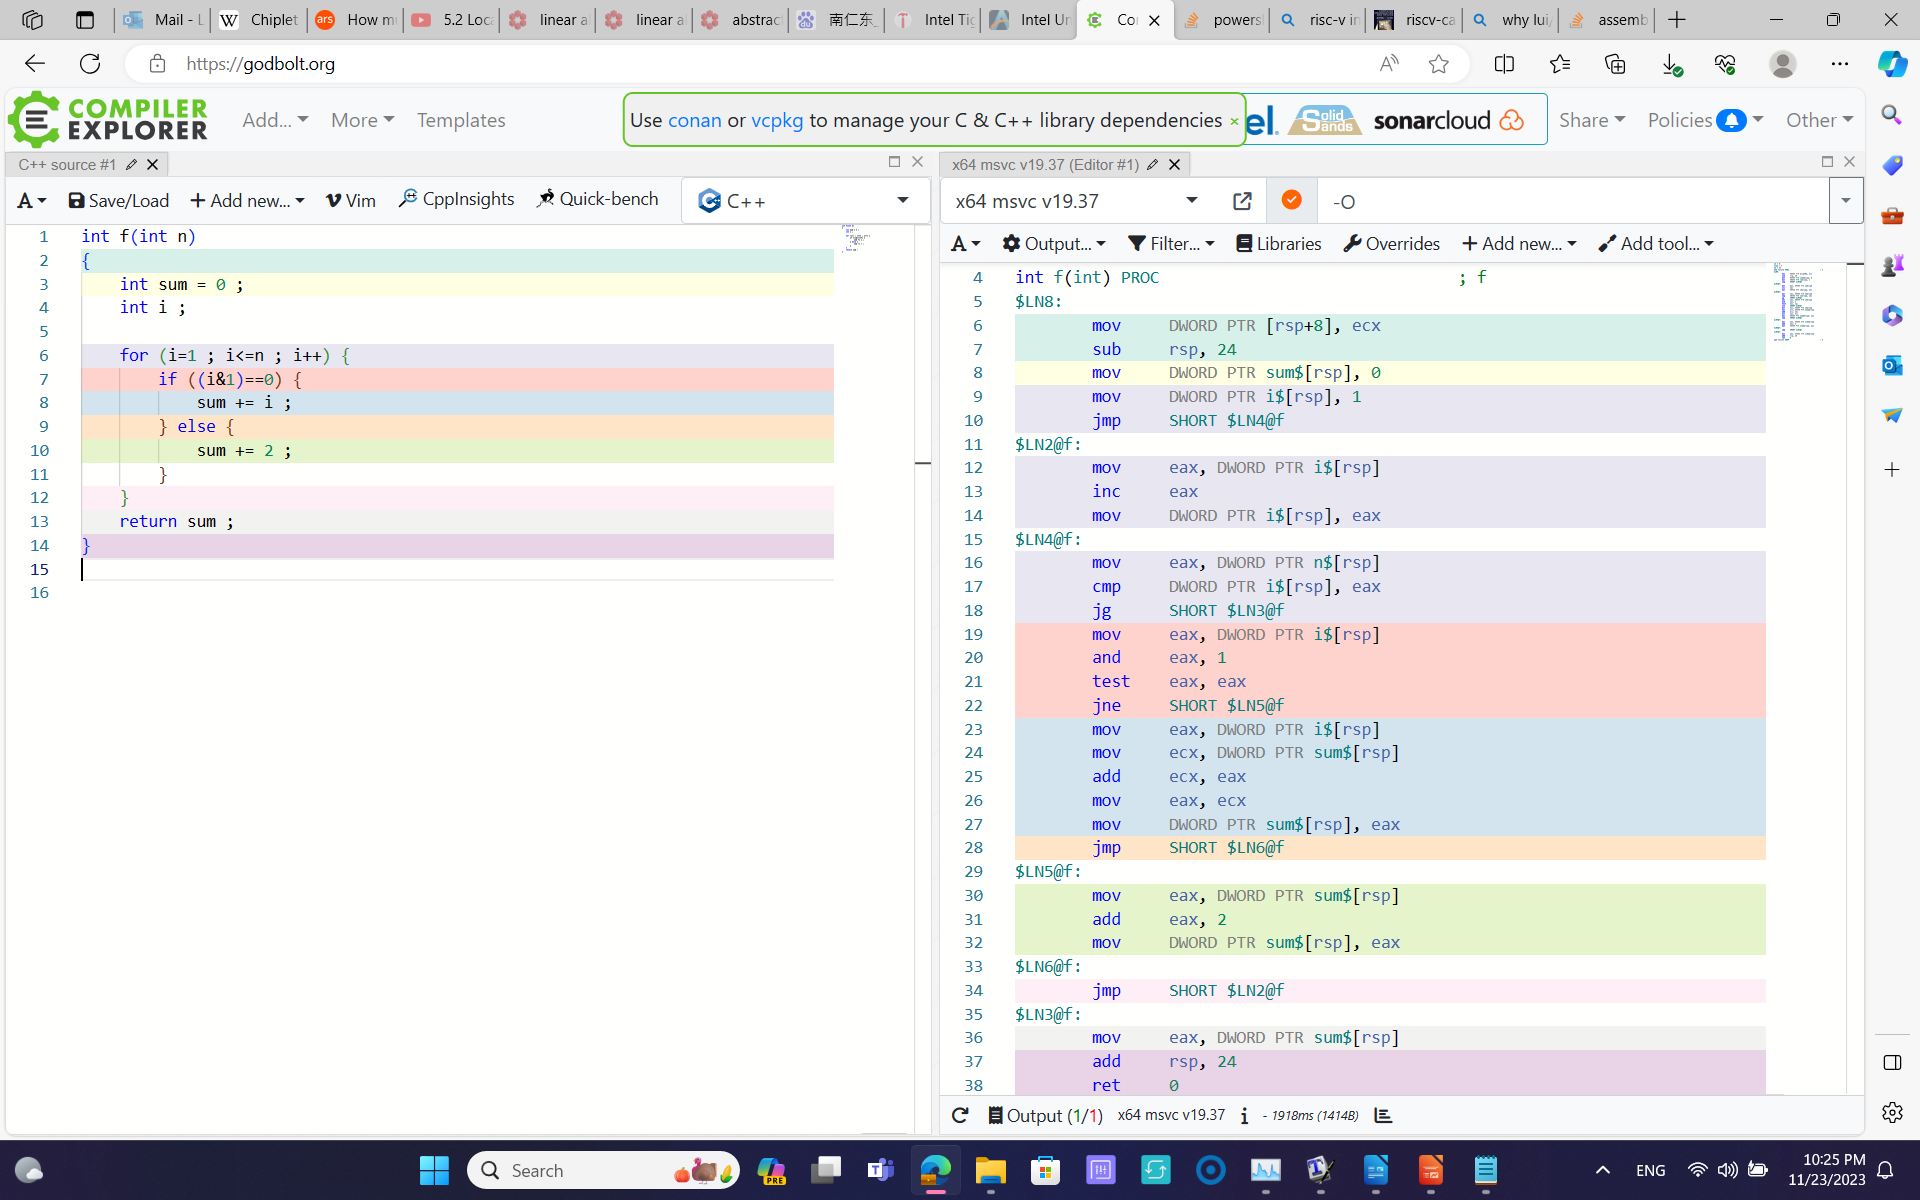 Mail - L
Chiplet
ars
How m
5.2 Loca
linear a
linear a
abstrac
南仁东_
Intel Tig
Intel Un
Co
powers
risc-v in
riscv-ca
why lui
assemb
https://godbolt.org
COMPILER EXPLORER
Add...
More
Templates
Use conan or vcpkg to manage your C & C++ library dependencies ×
el.
Solid Sands
sonarcloud
Share
Policies
Other
C++ source #1
x64 msvc v19.37 (Editor #1)
A
Save/Load
Add new...
Vim
CppInsights
Quick-bench
C++
x64 msvc v19.37
-O
A
Output...
Filter...
Libraries
Overrides
Add new...
Add tool...
1 int f(int n)
2 {
3 int sum = 0 ;
4 int i ;
5
6 for (i=1 ; i<=n ; i++) {
7 if ((i&1)==0) {
8 sum += i ;
9 } else {
10 sum += 2 ;
11 }
12 }
13 return sum ;
14 }
15
16
4 int f(int) PROC ; f
5 $LN8:
6 mov DWORD PTR [rsp+8], ecx
7 sub rsp, 24
8 mov DWORD PTR sum$[rsp], 0
9 mov DWORD PTR i$[rsp], 1
10 jmp SHORT $LN4@f
11 $LN2@f:
12 mov eax, DWORD PTR i$[rsp]
13 inc eax
14 mov DWORD PTR i$[rsp], eax
15 $LN4@f:
16 mov eax, DWORD PTR n$[rsp]
17 cmp DWORD PTR i$[rsp], eax
18 jg SHORT $LN3@f
19 mov eax, DWORD PTR i$[rsp]
20 and eax, 1
21 test eax, eax
22 jne SHORT $LN5@f
23 mov eax, DWORD PTR i$[rsp]
24 mov ecx, DWORD PTR sum$[rsp]
25 add ecx, eax
26 mov eax, ecx
27 mov DWORD PTR sum$[rsp], eax
28 jmp SHORT $LN6@f
29 $LN5@f:
30 mov eax, DWORD PTR sum$[rsp]
31 add eax, 2
32 mov DWORD PTR sum$[rsp], eax
33 $LN6@f:
34 jmp SHORT $LN2@f
35 $LN3@f:
36 mov eax, DWORD PTR sum$[rsp]
37 add rsp, 24
38 ret 0
Output (1/1) x64 msvc v19.37 i - 1918ms (1414B)
Search
PRE
ENG
10:25 PM
11/23/2023